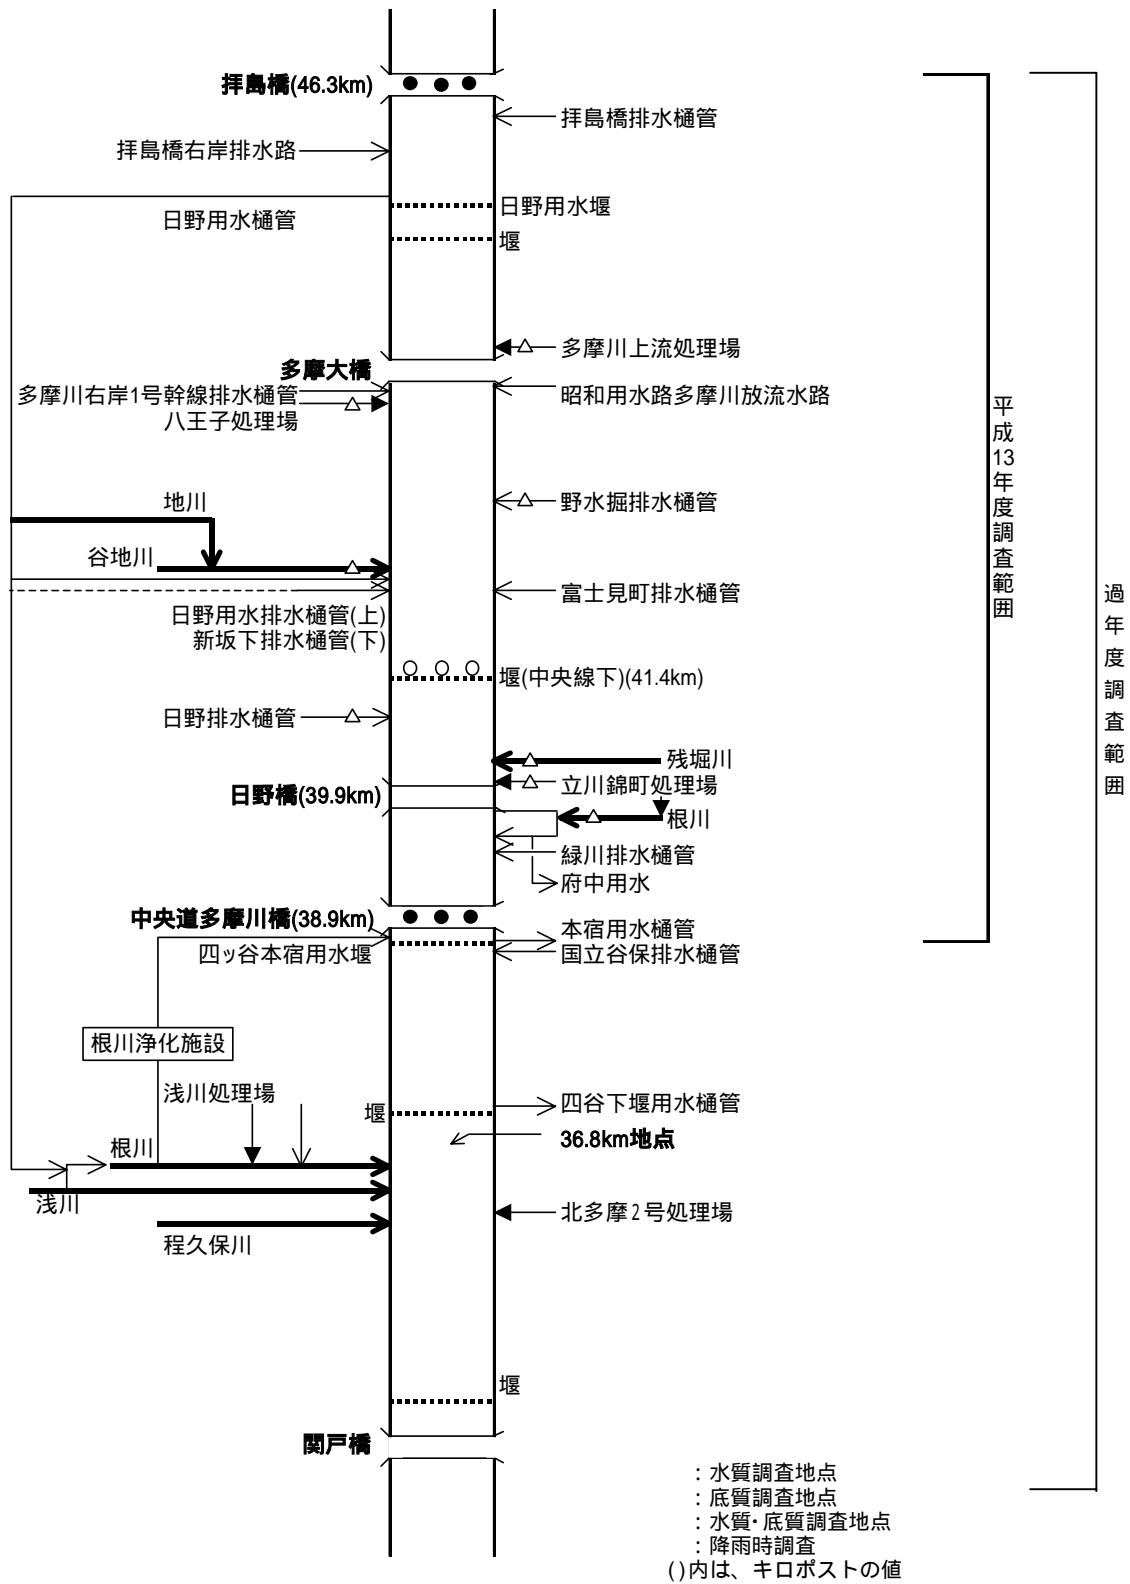 拝島橋(46.3km)
拝島橋排水樋管
拝島橋右岸排水路
日野用水堰
日野用水樋管
堰
多摩川上流処理場
多摩大橋
昭和用水路多摩川放流水路
多摩川右岸1号幹線排水樋管
八王子処理場
平成13年度調査範囲
地川
野水掘排水樋管
谷地川
富士見町排水樋管
過年度調査範囲
日野用水排水樋管(上)
新坂下排水樋管(下)
堰(中央線下)(41.4km)
日野排水樋管
残堀川
立川錦町処理場
日野橋(39.9km)
根川
緑川排水樋管
府中用水
中央道多摩川橋(38.9km)
本宿用水樋管
四ッ谷本宿用水堰
国立谷保排水樋管
根川浄化施設
浅川処理場
堰
四谷下堰用水樋管
36.8km地点
根川
浅川
北多摩2号処理場
程久保川
堰
関戸橋
：水質調査地点
：底質調査地点
：水質・底質調査地点
：降雨時調査
()内は、キロポストの値